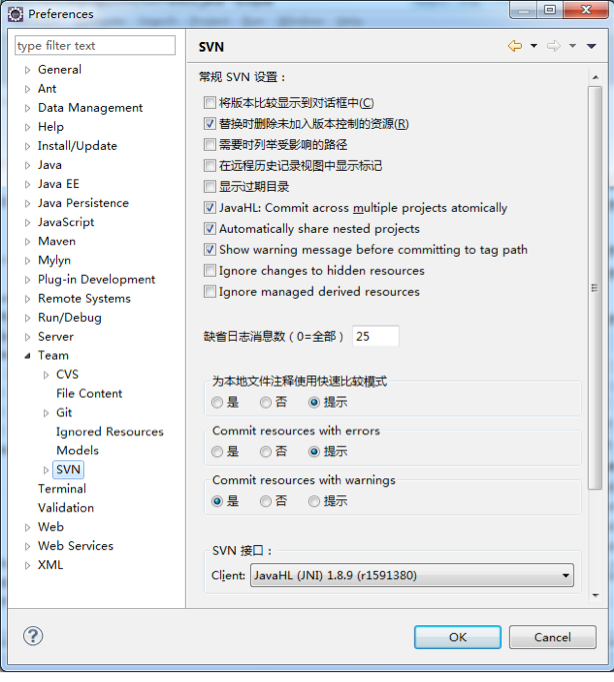 Preferences
type filter text
General
Ant
Data Management
Help
Install/Update
Java
Java EE
Java Persistence
JavaScript
Maven
Mylyn
Plug-in Development
Remote Systems
Run/Debug
Server
Team
CVS
File Content
Git
Ignored Resources
Models
SVN
Terminal
Validation
Web
Web Services
XML
SVN
常规 SVN 设置：
将版本比较显示到对话框中(C)
替换时删除未加入版本控制的资源(R)
需要时列举受影响的路径
在远程历史记录视图中显示标记
显示过期目录
JavaHL: Commit across multiple projects atomically
Automatically share nested projects
Show warning message before committing to tag path
Ignore changes to hidden resources
Ignore managed derived resources
缺省日志消息数（0=全部） 25
为本地文件注释使用快速比较模式
是 否 提示
Commit resources with errors
是 否 提示
Commit resources with warnings
是 否 提示
SVN 接口：
Client: JavaHL (JNI) 1.8.9 (r1591380)
OK Cancel